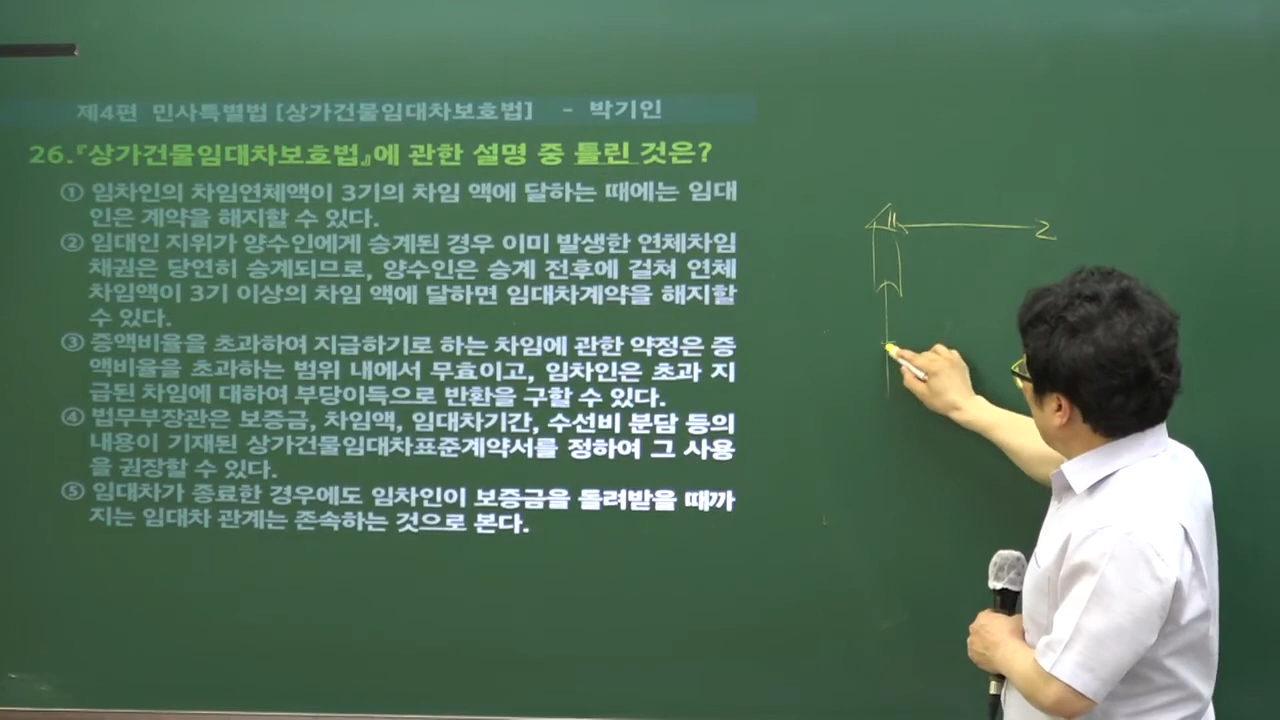 제4편 민사특별법 [상가건물임대차보호법] - 박기인
26.『상가건물임대차보호법』에 관한 설명 중 틀린 것은?
① 임차인의 차임연체액이 3기의 차임 액에 달하는 때에는 임대
인은 계약을 해지할 수 있다.
② 임대인 지위가 양수인에게 승계된 경우 이미 발생한 연체차임
채권은 당연히 승계되므로, 양수인은 승계 전후에 걸쳐 연체
차임액이 3기 이상의 차임 액에 달하면 임대차계약을 해지할
수 있다.
③ 증액비율을 초과하여 지급하기로 하는 차임에 관한 약정은 증
액비율을 초과하는 범위 내에서 무효이고, 임차인은 초과 지
급된 차임에 대하여 부당이득으로 반환을 구할 수 있다.
④ 법무부장관은 보증금, 차임액, 임대차기간, 수선비 분담 등의
내용이 기재된 상가건물임대차표준계약서를 정하여 그 사용
을 권장할 수 있다.
⑤ 임대차가 종료한 경우에도 임차인이 보증금을 돌려받을 때까
지는 임대차 관계는 존속하는 것으로 본다.